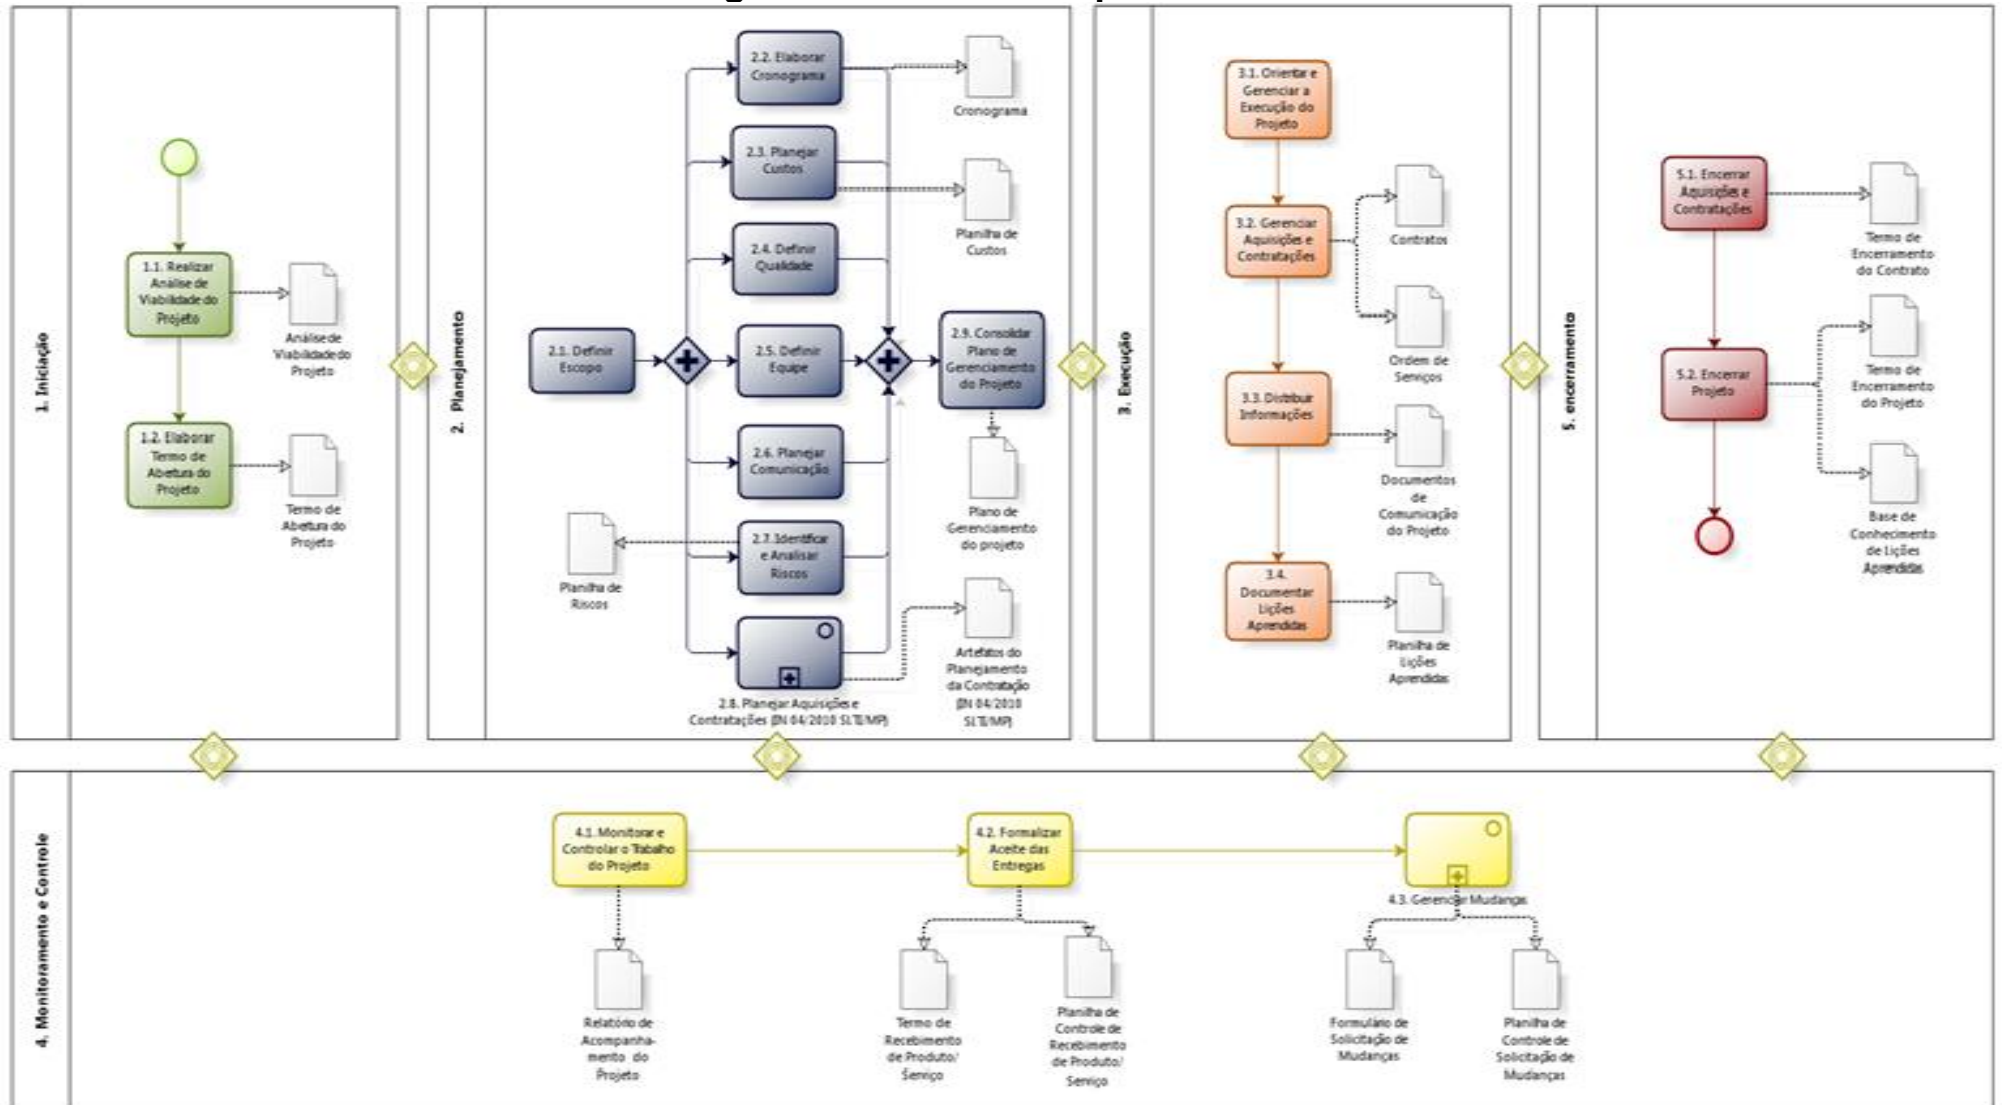 1. Iniciação
1.1. Realizar
Análise de
Viabilidade do
Projeto
Análise de
Viabilidade do
Projeto
1.2. Elaborar
Termo de
Abertura do
Projeto
Termo de
Abertura do
Projeto
2. Planejamento
2.1. Definir
Escopo
2.2. Elaborar
Cronograma
Cronograma
2.3. Planejar
Custos
Planilha de
Custos
2.4. Definir
Qualidade
2.5. Definir
Equipe
2.6. Planejar
Comunicação
2.7. Identificar
e Analisar
Riscos
Planilha de
Riscos
2.8. Planejar Aquisições e
Contratações (IN 04/2010 SLTI/MP)
Artefatos do
Planejamento
da Contratação
(IN 04/2010
SLTI/MP)
2.9. Consolidar
Plano de
Gerenciamento
do Projeto
Plano de
Gerenciamento
do projeto
3. Execução
3.1. Orientar e
Gerenciar a
Execução do
Projeto
3.2. Gerenciar
Aquisições e
Contratações
Contratos
Ordem de
Serviços
3.3. Distribuir
Informações
Documentos
de
Comunicação
do Projeto
3.4.
Documentar
Lições
Aprendidas
Planilha de
Lições
Aprendidas
5. encerramento
5.1. Encerrar
Aquisições e
Contratações
Termo de
Encerramento
do Contrato
5.2. Encerrar
Projeto
Termo de
Encerramento
do Projeto
Base de
Conhecimento
de Lições
Aprendidas
4. Monitoramento e Controle
4.1. Monitorar e
Controlar o Trabalho
do Projeto
Relatório de
Acompanha-
mento do
Projeto
4.2. Formalizar
Aceite das
Entregas
Termo de
Recebimento
de Produto/
Serviço
Planilha de
Controle de
Recebimento
de Produto/
Serviço
4.3. Gerenciar Mudanças
Formulário de
Solicitação de
Mudanças
Planilha de
Controle de
Solicitação de
Mudanças